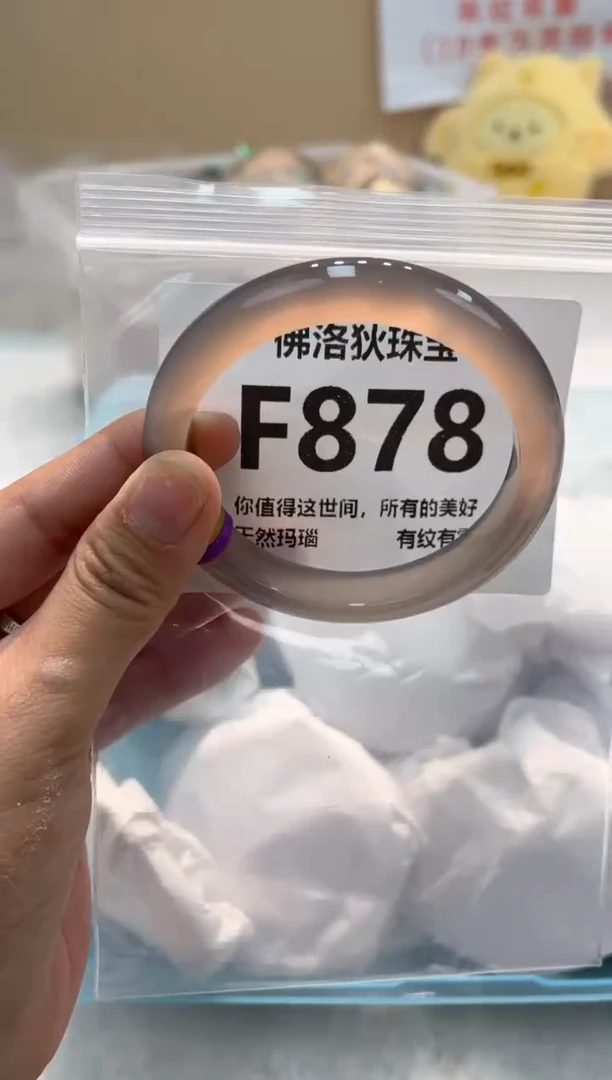 佛洛狄珠宝
F878
你值得这世间，所有的美好
天然玛瑙 有纹有